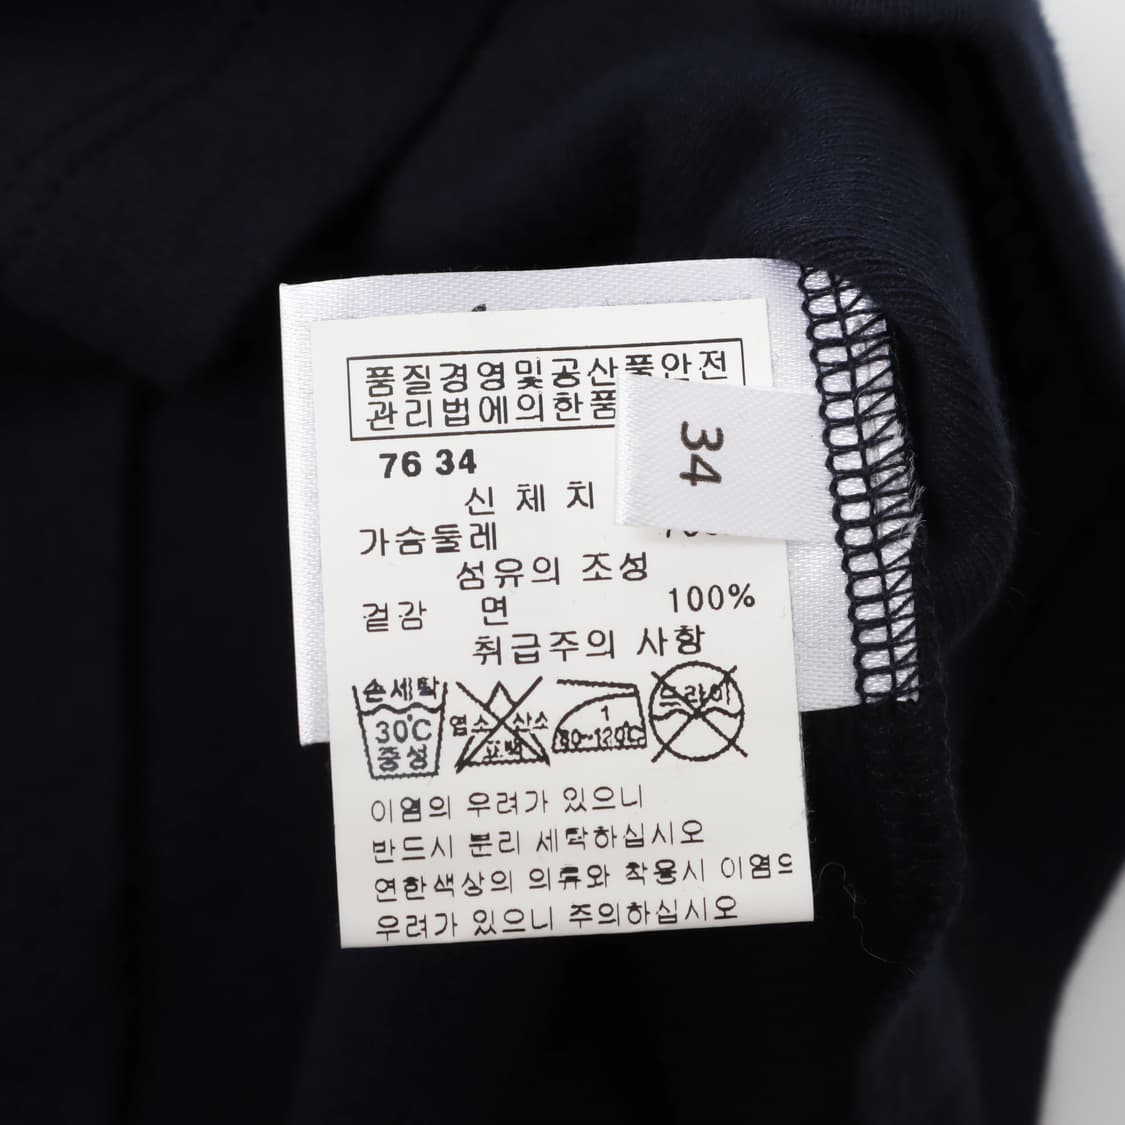 품질경영및공산품안전
관리법에의한품
34
76 34
신 체 치
가슴둘레
섬유의 조성
겉감 면 100%
취급주의 사항
손세탁
30℃
중성
염소 산소
표백
1
80~120℃
드라이
이염의 우려가 있으니
반드시 분리 세탁하십시오
연한색상의 의류와 착용시 이염으
우려가 있으니 주의하십시오